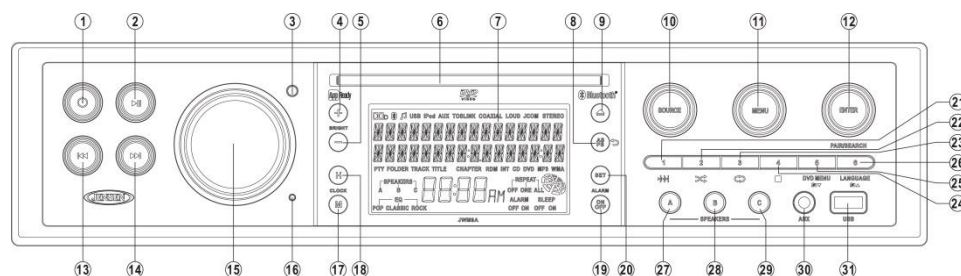 1 2 3 4 5 6 7 8 9 10 11 12
App Ready
DVD VIDEO
Bluetooth
BRIGHT
USB iPod AUX TOSLINK COAXIAL LOUD JCOM STEREO
SOURCE MENU ENTER
21
22
PAIR/SEARCH
23
1 2 3 4 5 6
26
PTY FOLDER TRACK TITLE CHAPTER RDM INT CD DVD MP3 WMA
DVD MENU LANGUAGE
25
24
H SET
CLOCK ALARM
SPEAKERS REPEAT
A B C OFF ONE ALL
EQ ALARM SLEEP
POP CLASSIC ROCK AM OFF ON OFF ON
M ON OFF
A B C
SPEAKERS AUX USB
JENSEN
JWM9A
13 14 15 16 17 18 19 20 27 28 29 30 31